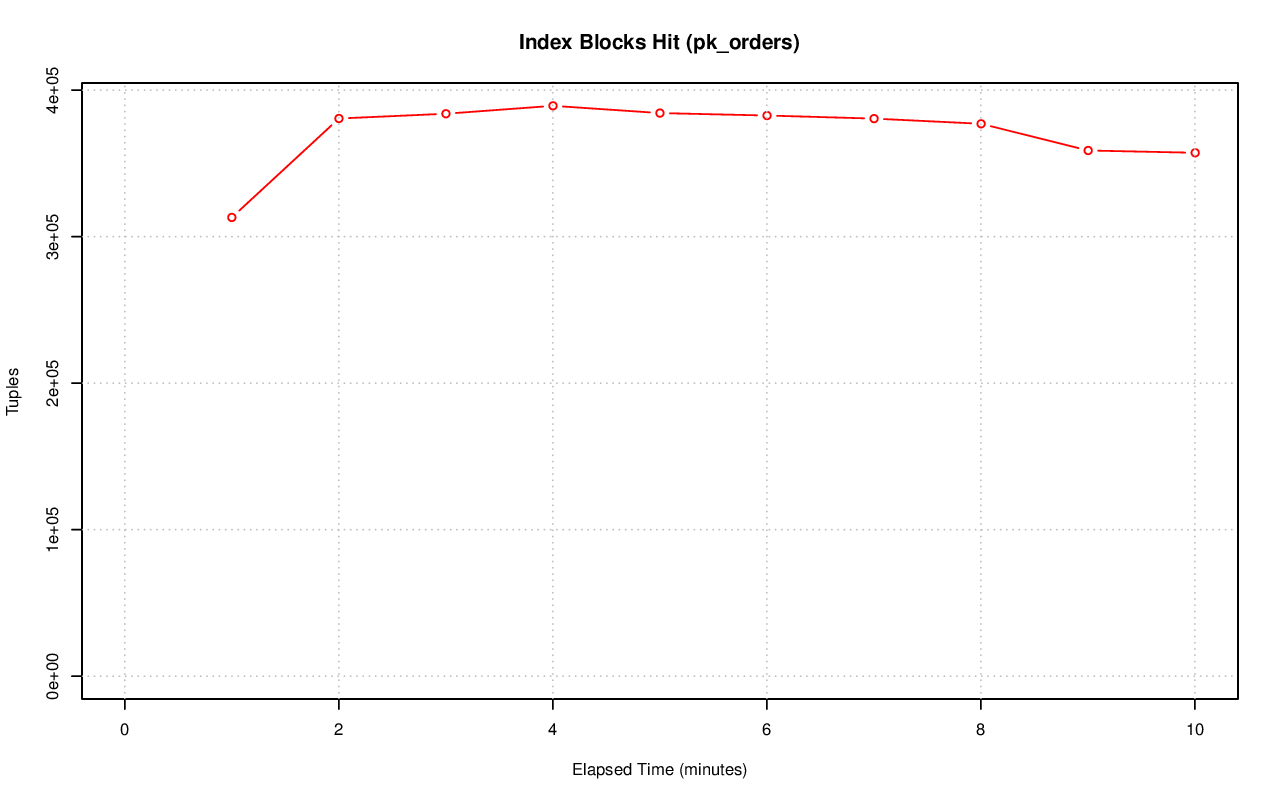 Index Blocks Hit (pk_orders)
Tuples
4e+05
3e+05
2e+05
1e+05
0e+00
0 2 4 6 8 10
Elapsed Time (minutes)